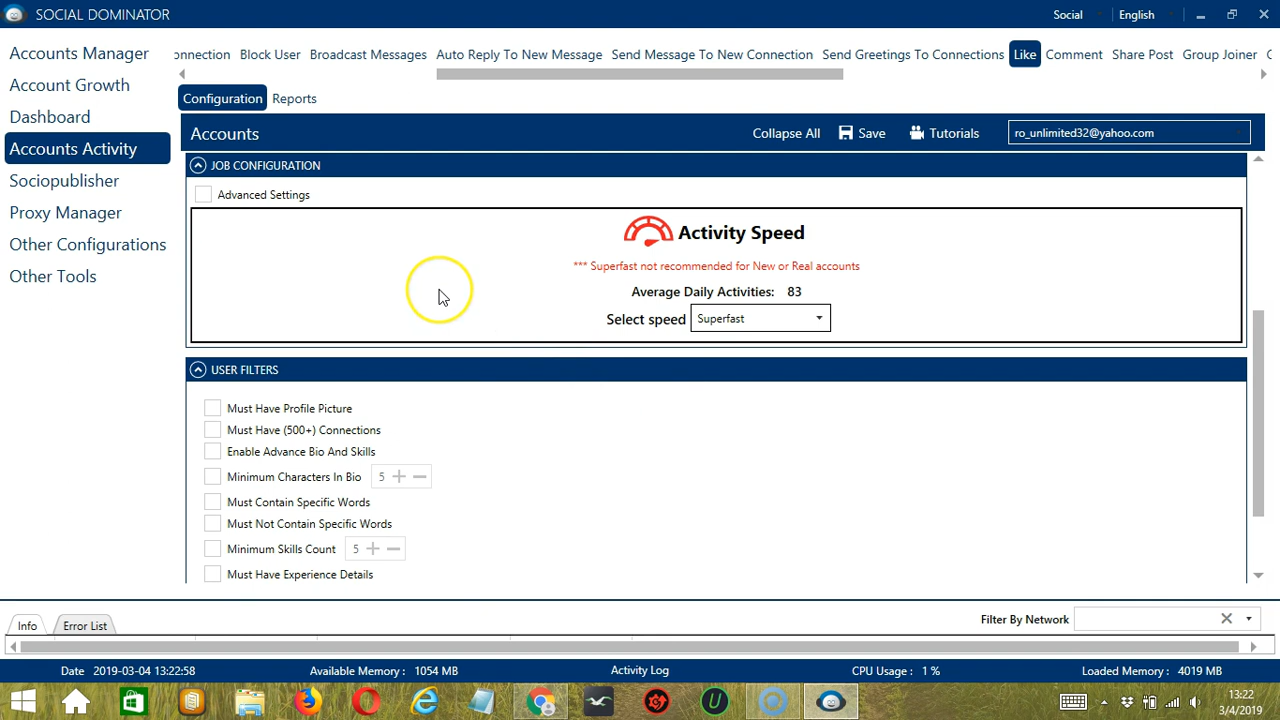 SOCIAL DOMINATOR
Social
English
Accounts Manager
Account Growth
Dashboard
Accounts Activity
Sociopublisher
Proxy Manager
Other Configurations
Other Tools
onnection Block User Broadcast Messages Auto Reply To New Message Send Message To New Connection Send Greetings To Connections Like Comment Share Post Group Joiner
Configuration Reports
Accounts
Collapse All Save Tutorials ro_unlimited32@yahoo.com
JOB CONFIGURATION
Advanced Settings
Activity Speed
*** Superfast not recommended for New or Real accounts
Average Daily Activities: 83
Select speed Superfast
USER FILTERS
Must Have Profile Picture
Must Have (500+) Connections
Enable Advance Bio And Skills
Minimum Characters In Bio 5 + −
Must Contain Specific Words
Must Not Contain Specific Words
Minimum Skills Count 5 + −
Must Have Experience Details
Info Error List
Filter By Network
Date 2019-03-04 13:22:58 Available Memory : 1054 MB Activity Log CPU Usage : 1 % Loaded Memory : 4019 MB
13:22
3/4/2019